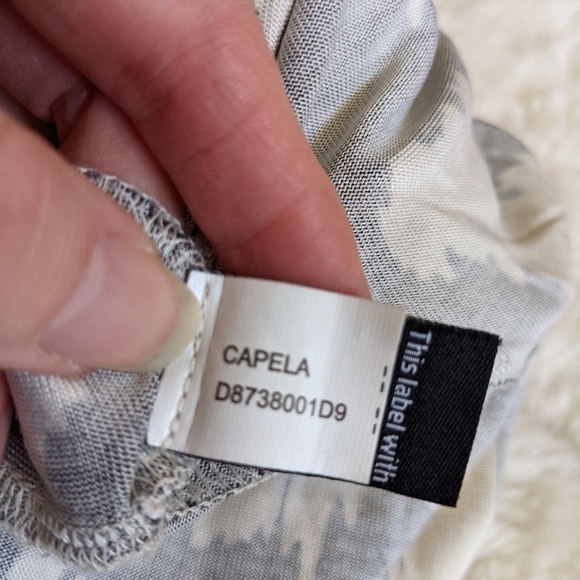 CAPELA
D8738001D9
This label with